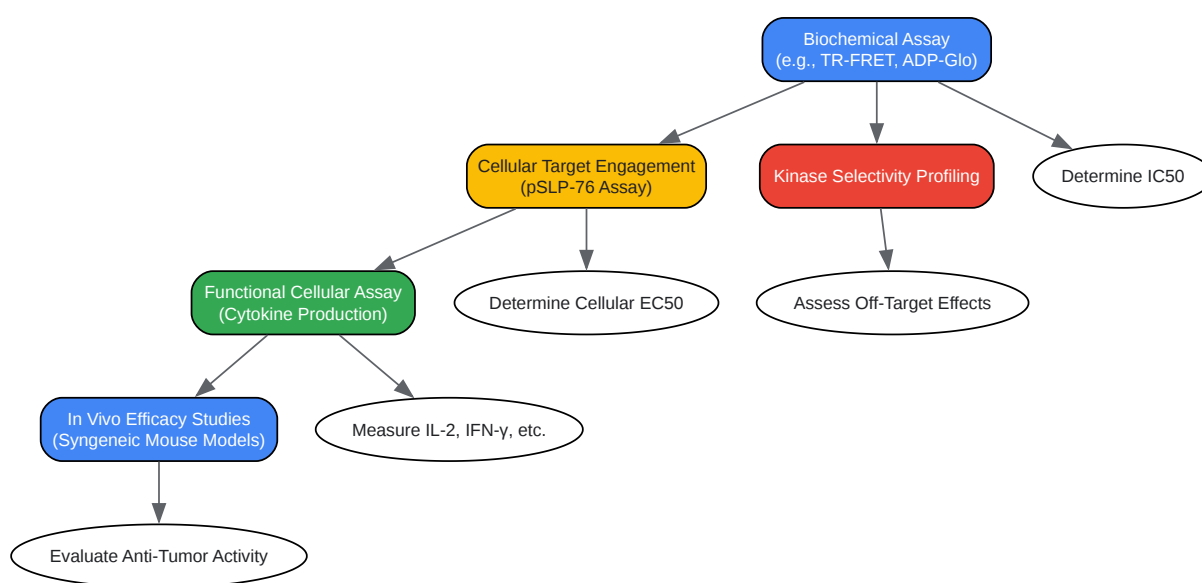 Biochemical Assay
(e.g., TR-FRET, ADP-Glo)
Cellular Target Engagement
(pSLP-76 Assay)
Kinase Selectivity Profiling
Determine IC50
Functional Cellular Assay
(Cytokine Production)
Determine Cellular EC50
Assess Off-Target Effects
In Vivo Efficacy Studies
(Syngeneic Mouse Models)
Measure IL-2, IFN-γ, etc.
Evaluate Anti-Tumor Activity